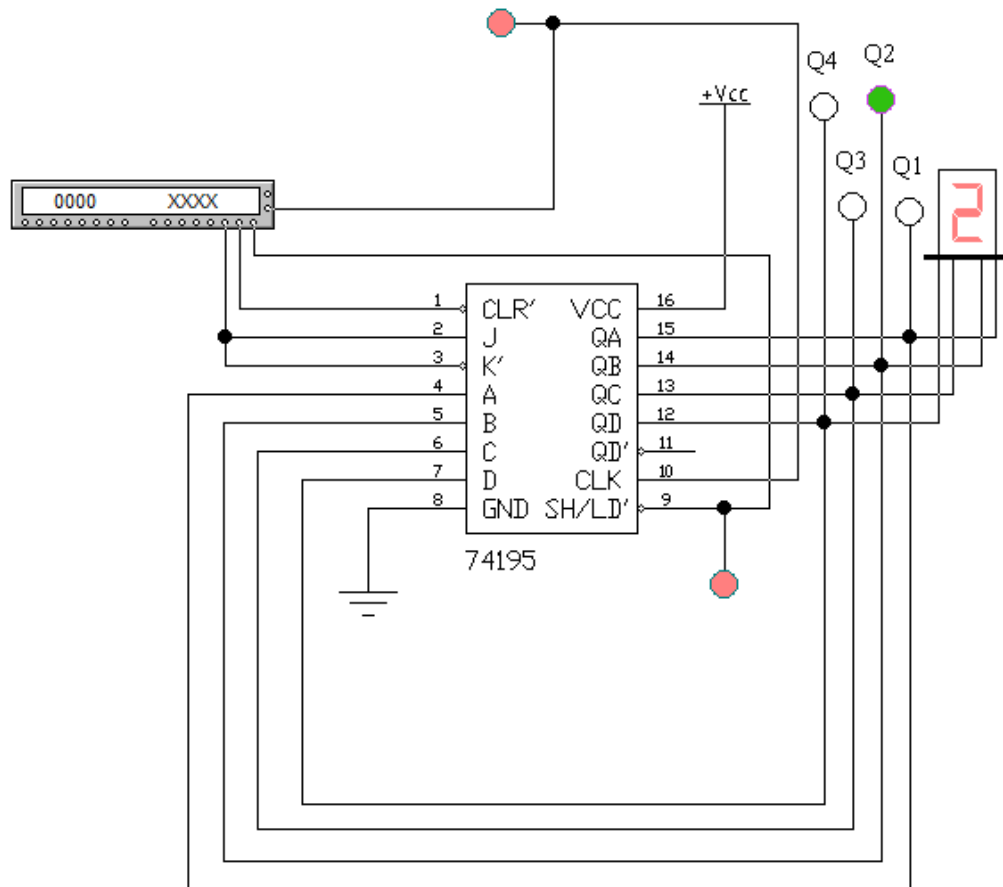 Q4
Q2
+Vcc
Q3
Q1
0000 XXXX
2
1 CLR' VCC 16
2 J QA 15
3 K' QB 14
4 A QC 13
5 B QD 12
6 C QD' 11
7 D CLK 10
8 GND SH/LD' 9
74195